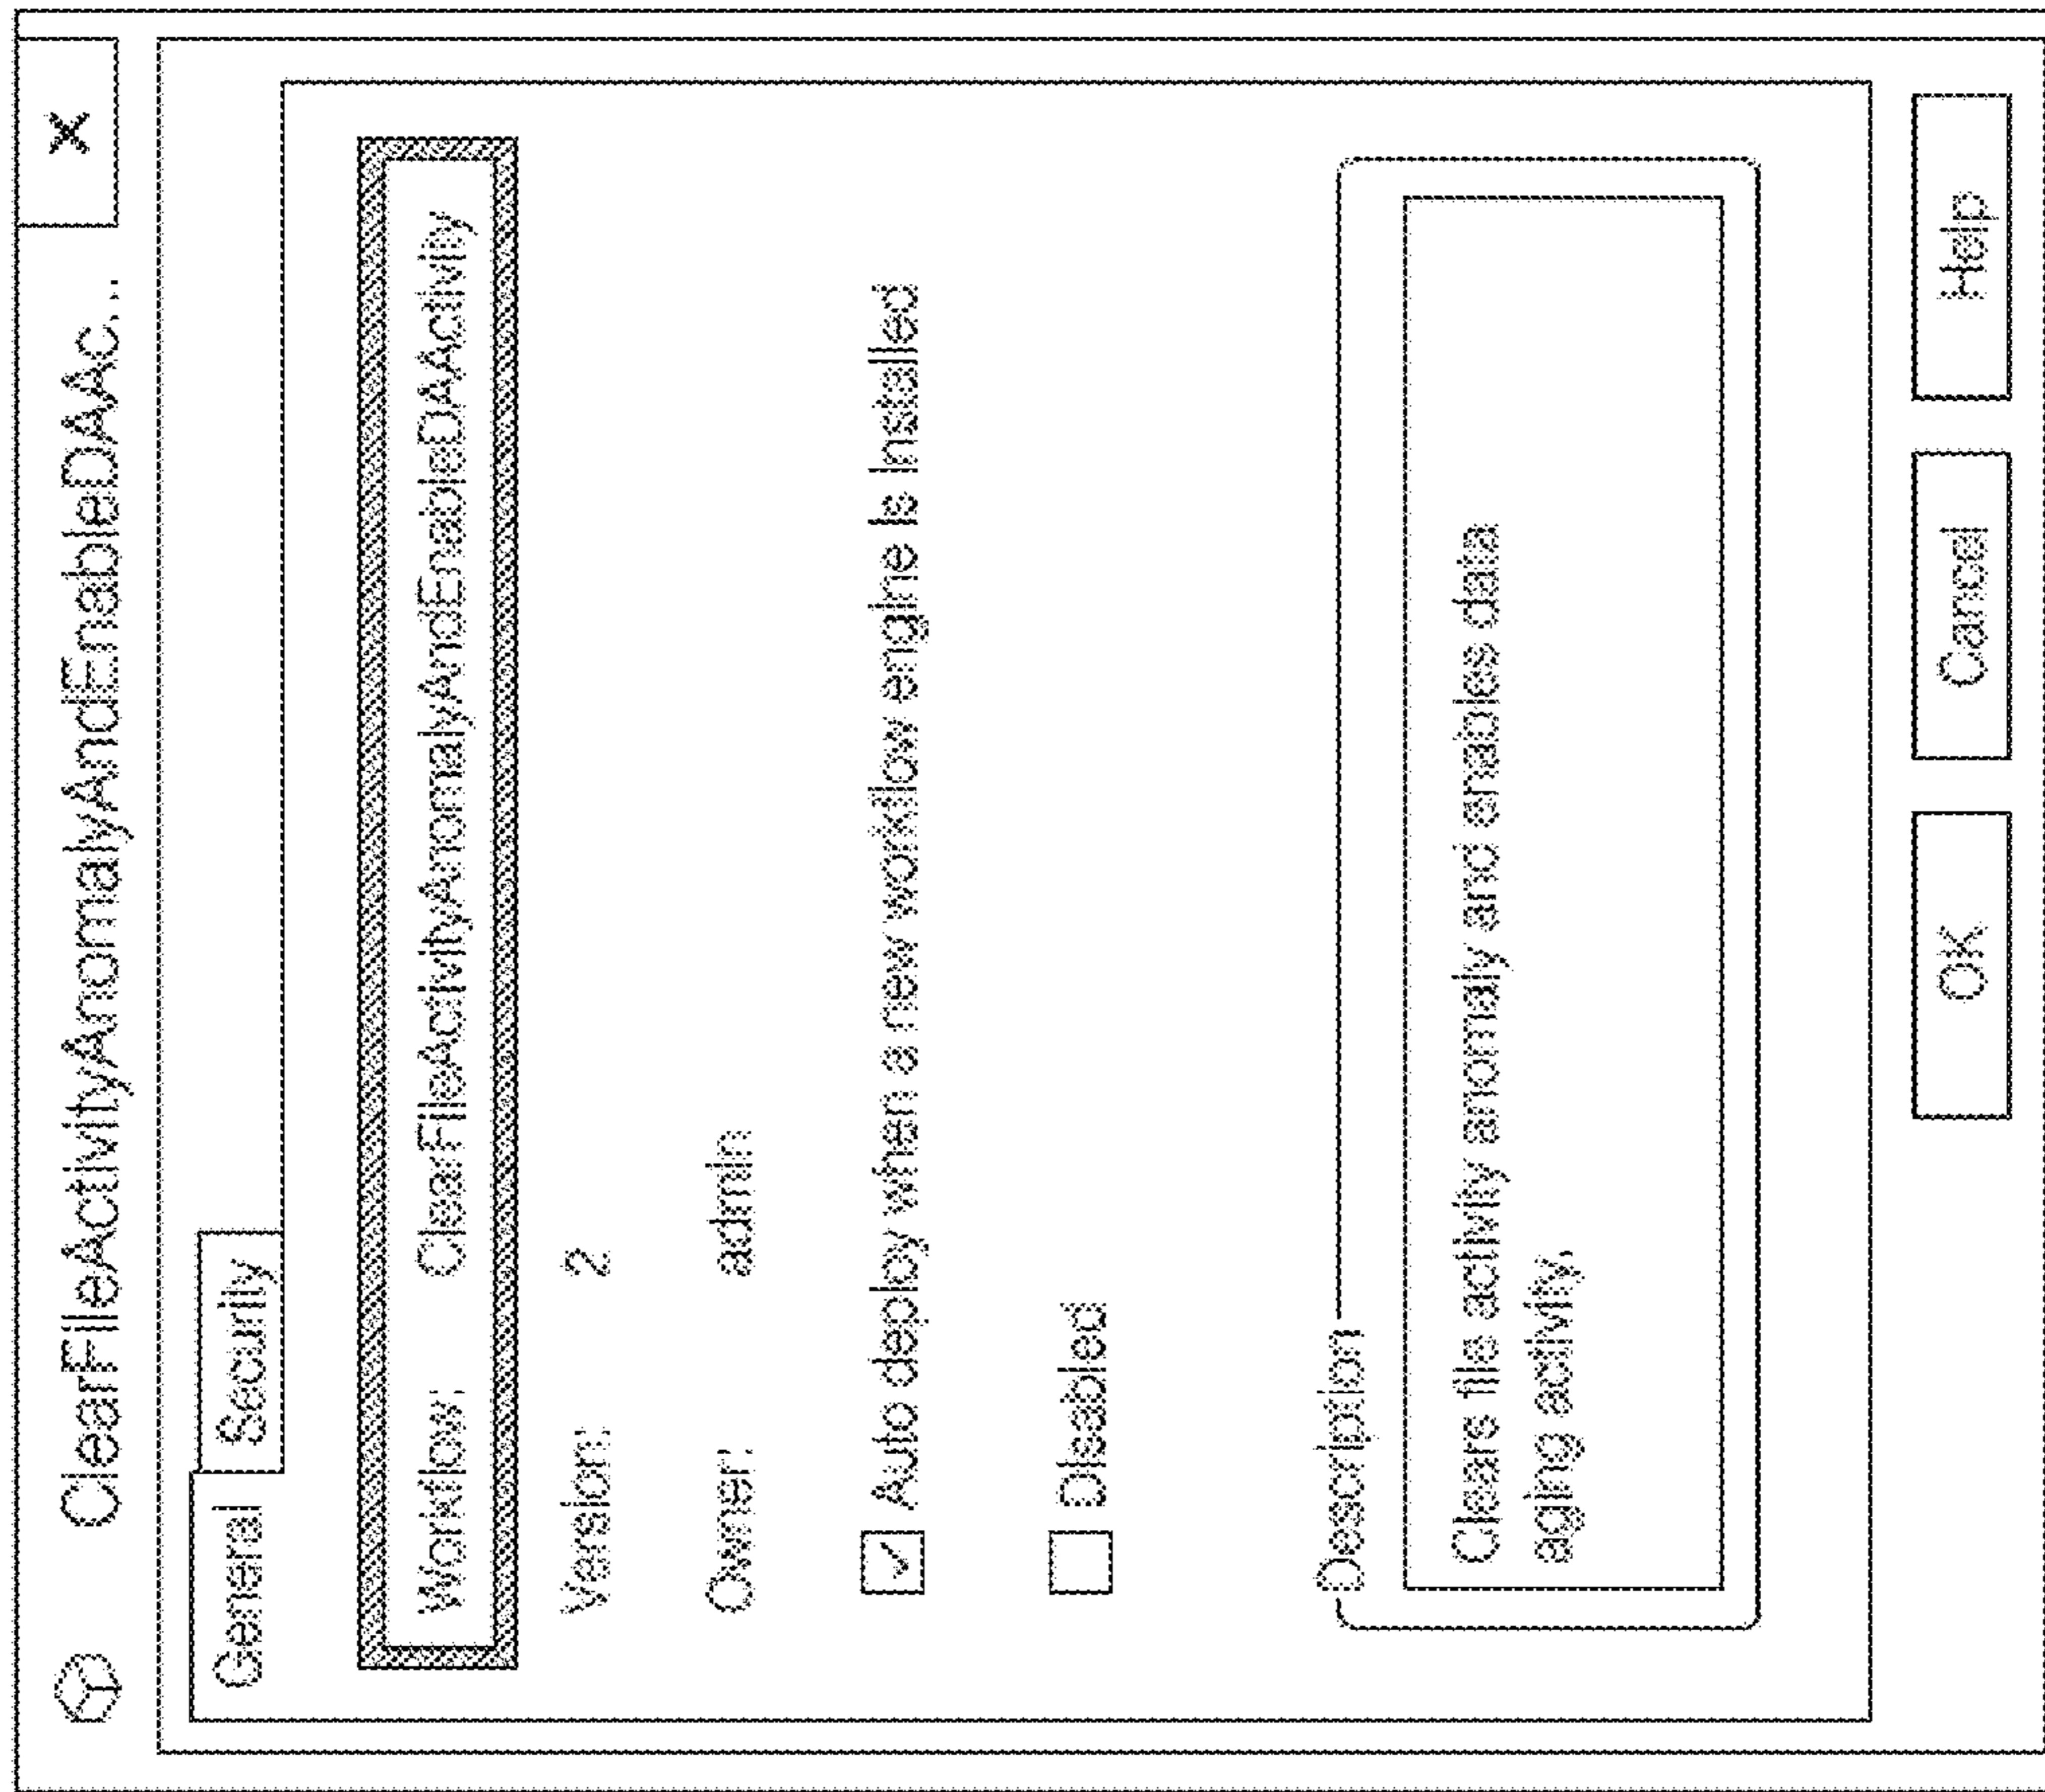 ClearFileActivityAnomalyAndEnableDAAc...
X
General
Security
Workflow: ClearFileActivityAnomalyAndEnableDAActivity
Version: 2
Owner: admin
Auto deploy when a new workflow engine is installed
Disabled
Description
Clears file activity anomaly and enables data
aging activity.
OK
Cancel
Help